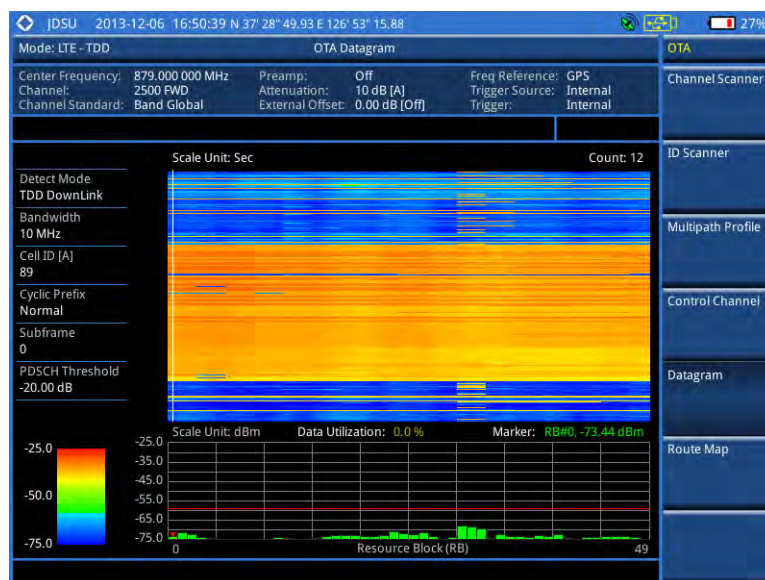 JDSU 2013-12-06 16:50:39 N 37' 28" 49.93 E 126' 53" 15.88 27%
Mode: LTE - TDD OTA Datagram OTA
Center Frequency: 879.000 000 MHz Preamp: Off Freq Reference: GPS
Channel: 2500 FWD Attenuation: 10 dB [A] Trigger Source: Internal
Channel Standard: Band Global External Offset: 0.00 dB [Off] Trigger: Internal
Channel Scanner
Scale Unit: Sec Count: 12
ID Scanner
Detect Mode
TDD DownLink
Bandwidth
10 MHz
Multipath Profile
Cell ID [A]
89
Cyclic Prefix
Normal
Control Channel
Subframe
0
PDSCH Threshold
-20.00 dB
Datagram
Scale Unit: dBm Data Utilization: 0.0 % Marker: RB#0, -73.44 dBm
Route Map
-25.0
-50.0
-75.0
-25.0
-35.0
-45.0
-55.0
-65.0
-75.0
0 Resource Block (RB) 49